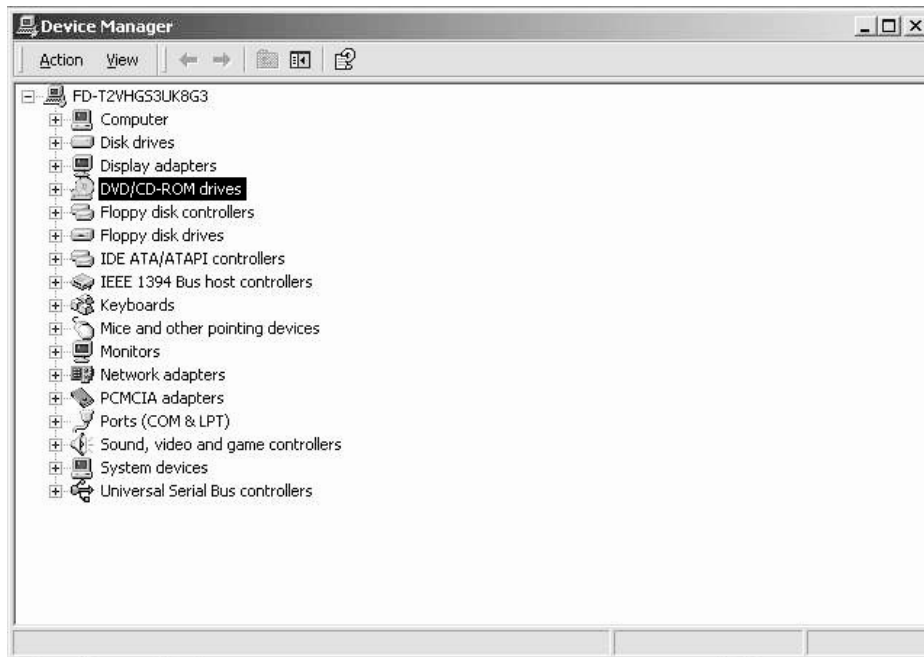 Device Manager
Action View
FD-T2VHGS3UK8G3
Computer
Disk drives
Display adapters
DVD/CD-ROM drives
Floppy disk controllers
Floppy disk drives
IDE ATA/ATAPI controllers
IEEE 1394 Bus host controllers
Keyboards
Mice and other pointing devices
Monitors
Network adapters
PCMCIA adapters
Ports (COM & LPT)
Sound, video and game controllers
System devices
Universal Serial Bus controllers